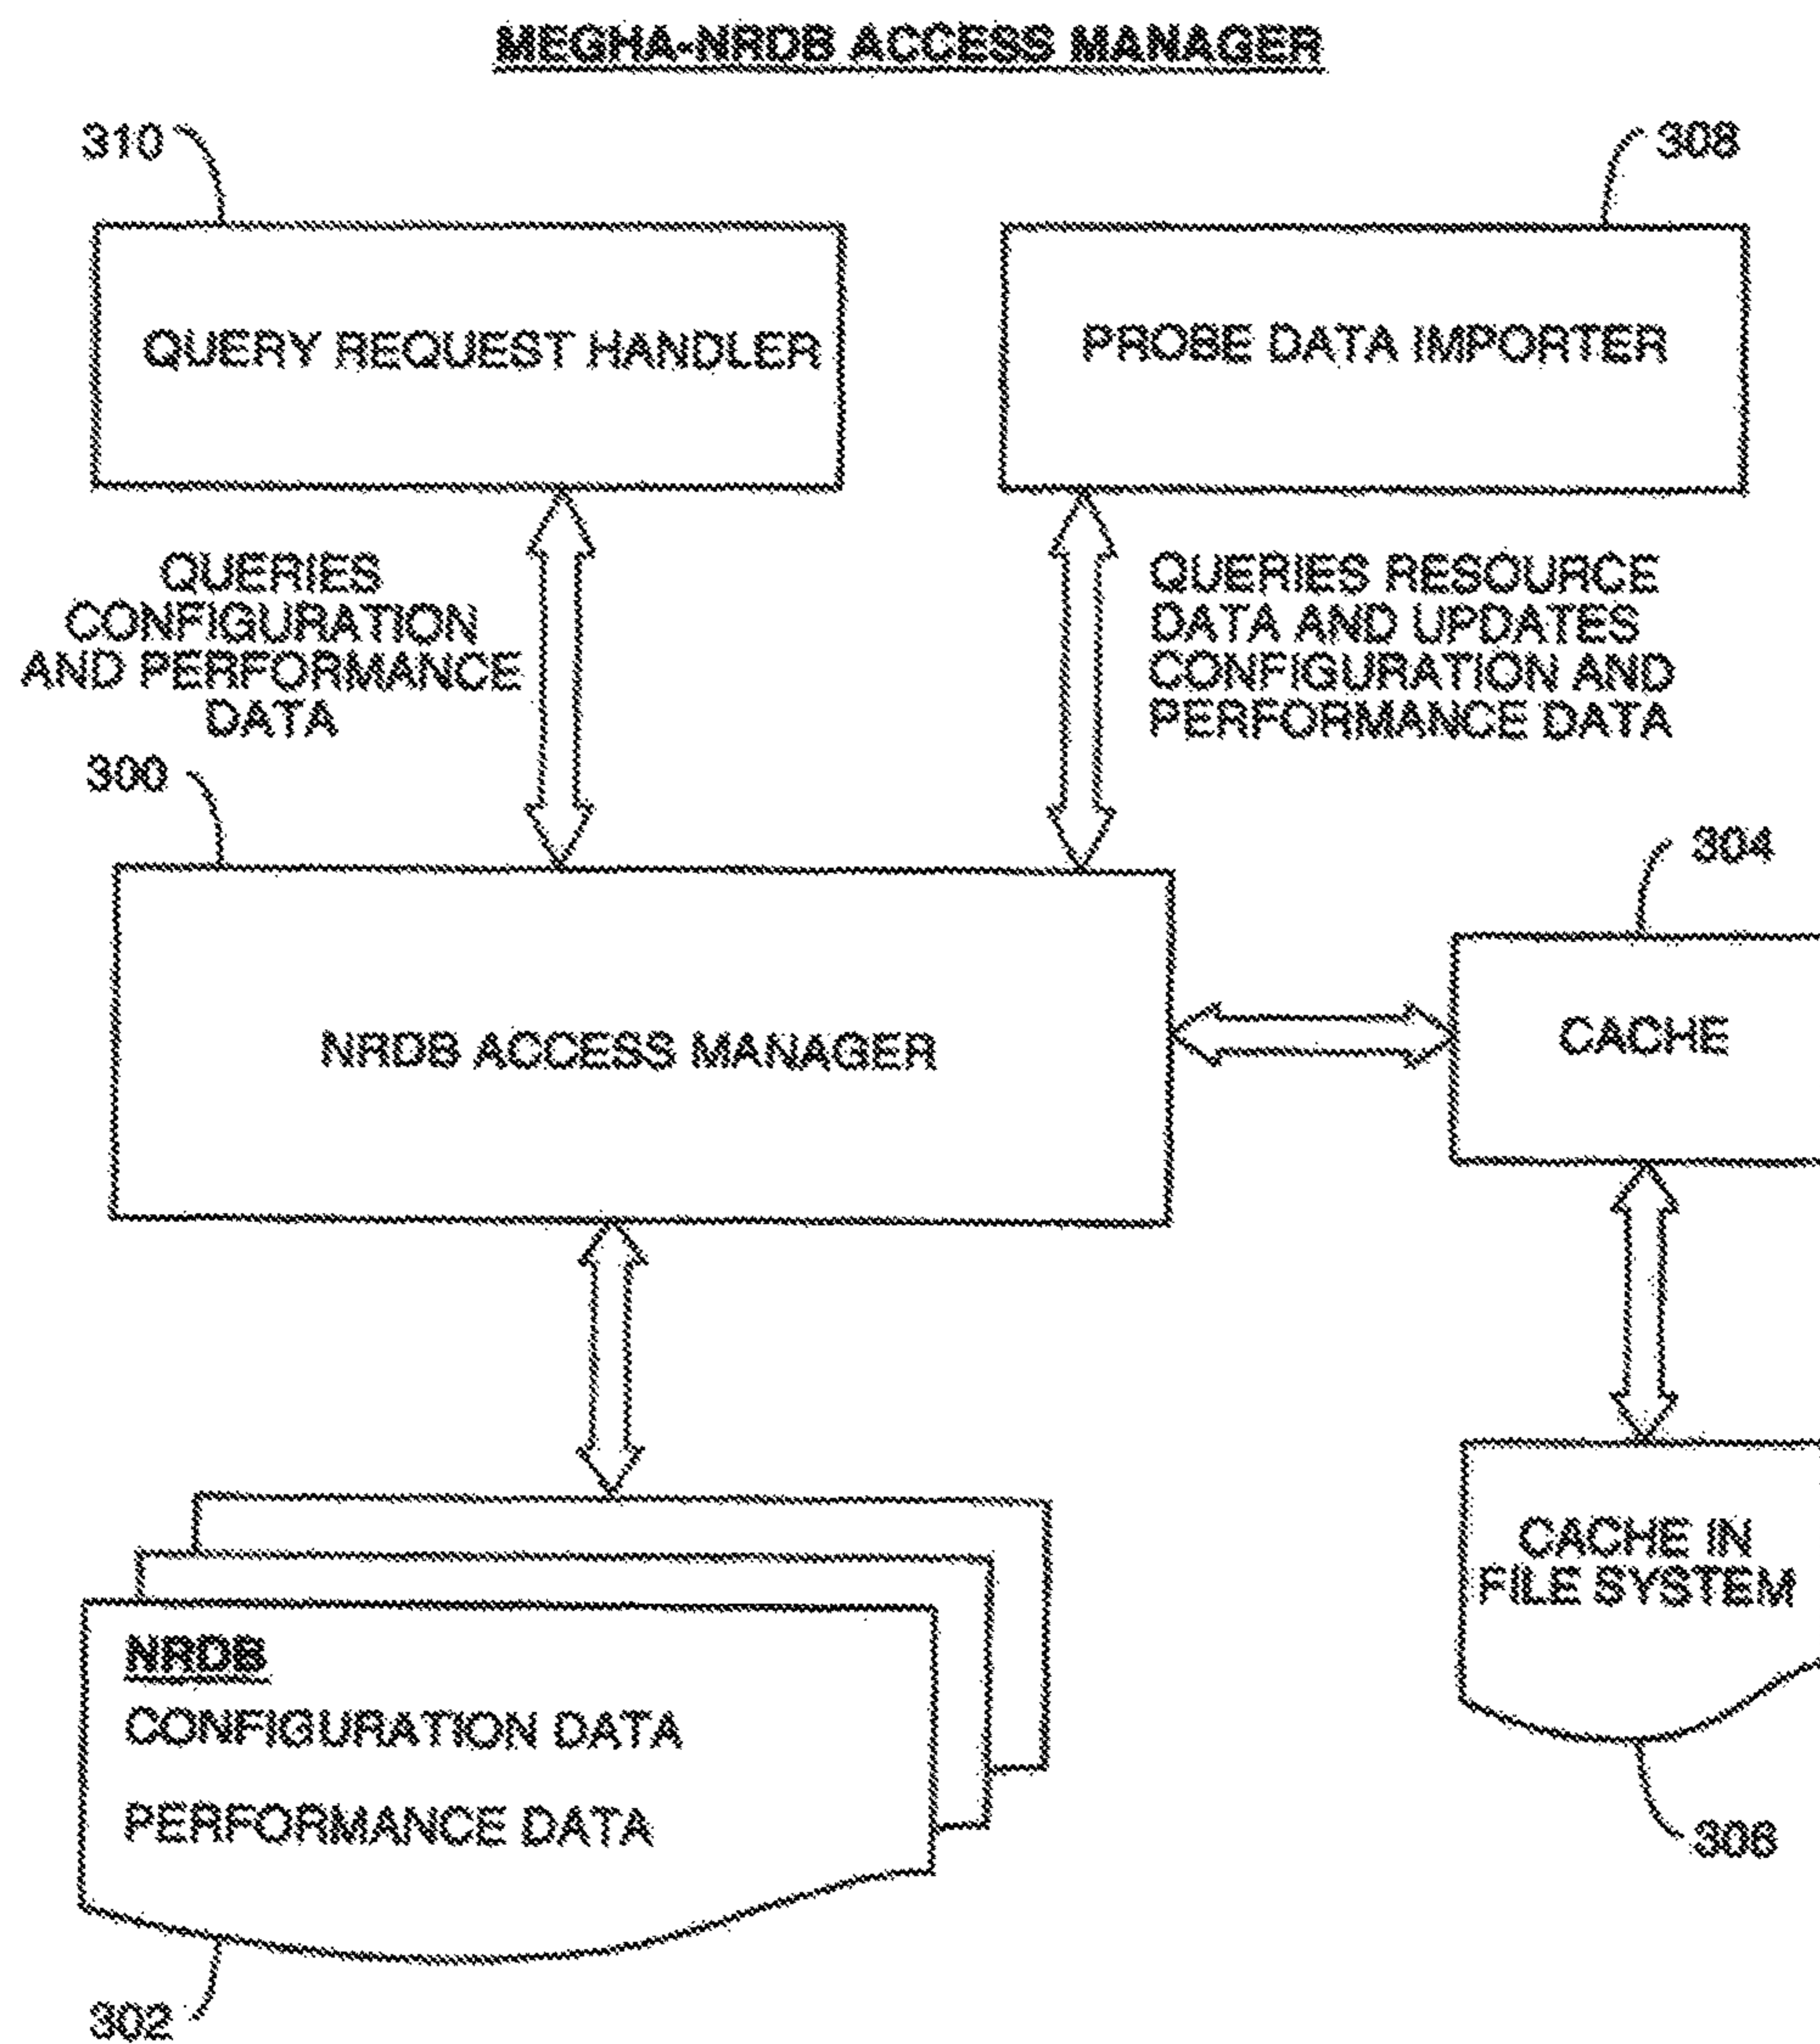 MEGHA-NRDB ACCESS MANAGER
310
308
QUERY REQUEST HANDLER
PROBE DATA IMPORTER
QUERIES
CONFIGURATION
AND PERFORMANCE
DATA
QUERIES RESOURCE
DATA AND UPDATES
CONFIGURATION AND
PERFORMANCE DATA
300
304
NRDB ACCESS MANAGER
CACHE
CACHE IN
FILE SYSTEM
NRDB
CONFIGURATION DATA
PERFORMANCE DATA
306
302